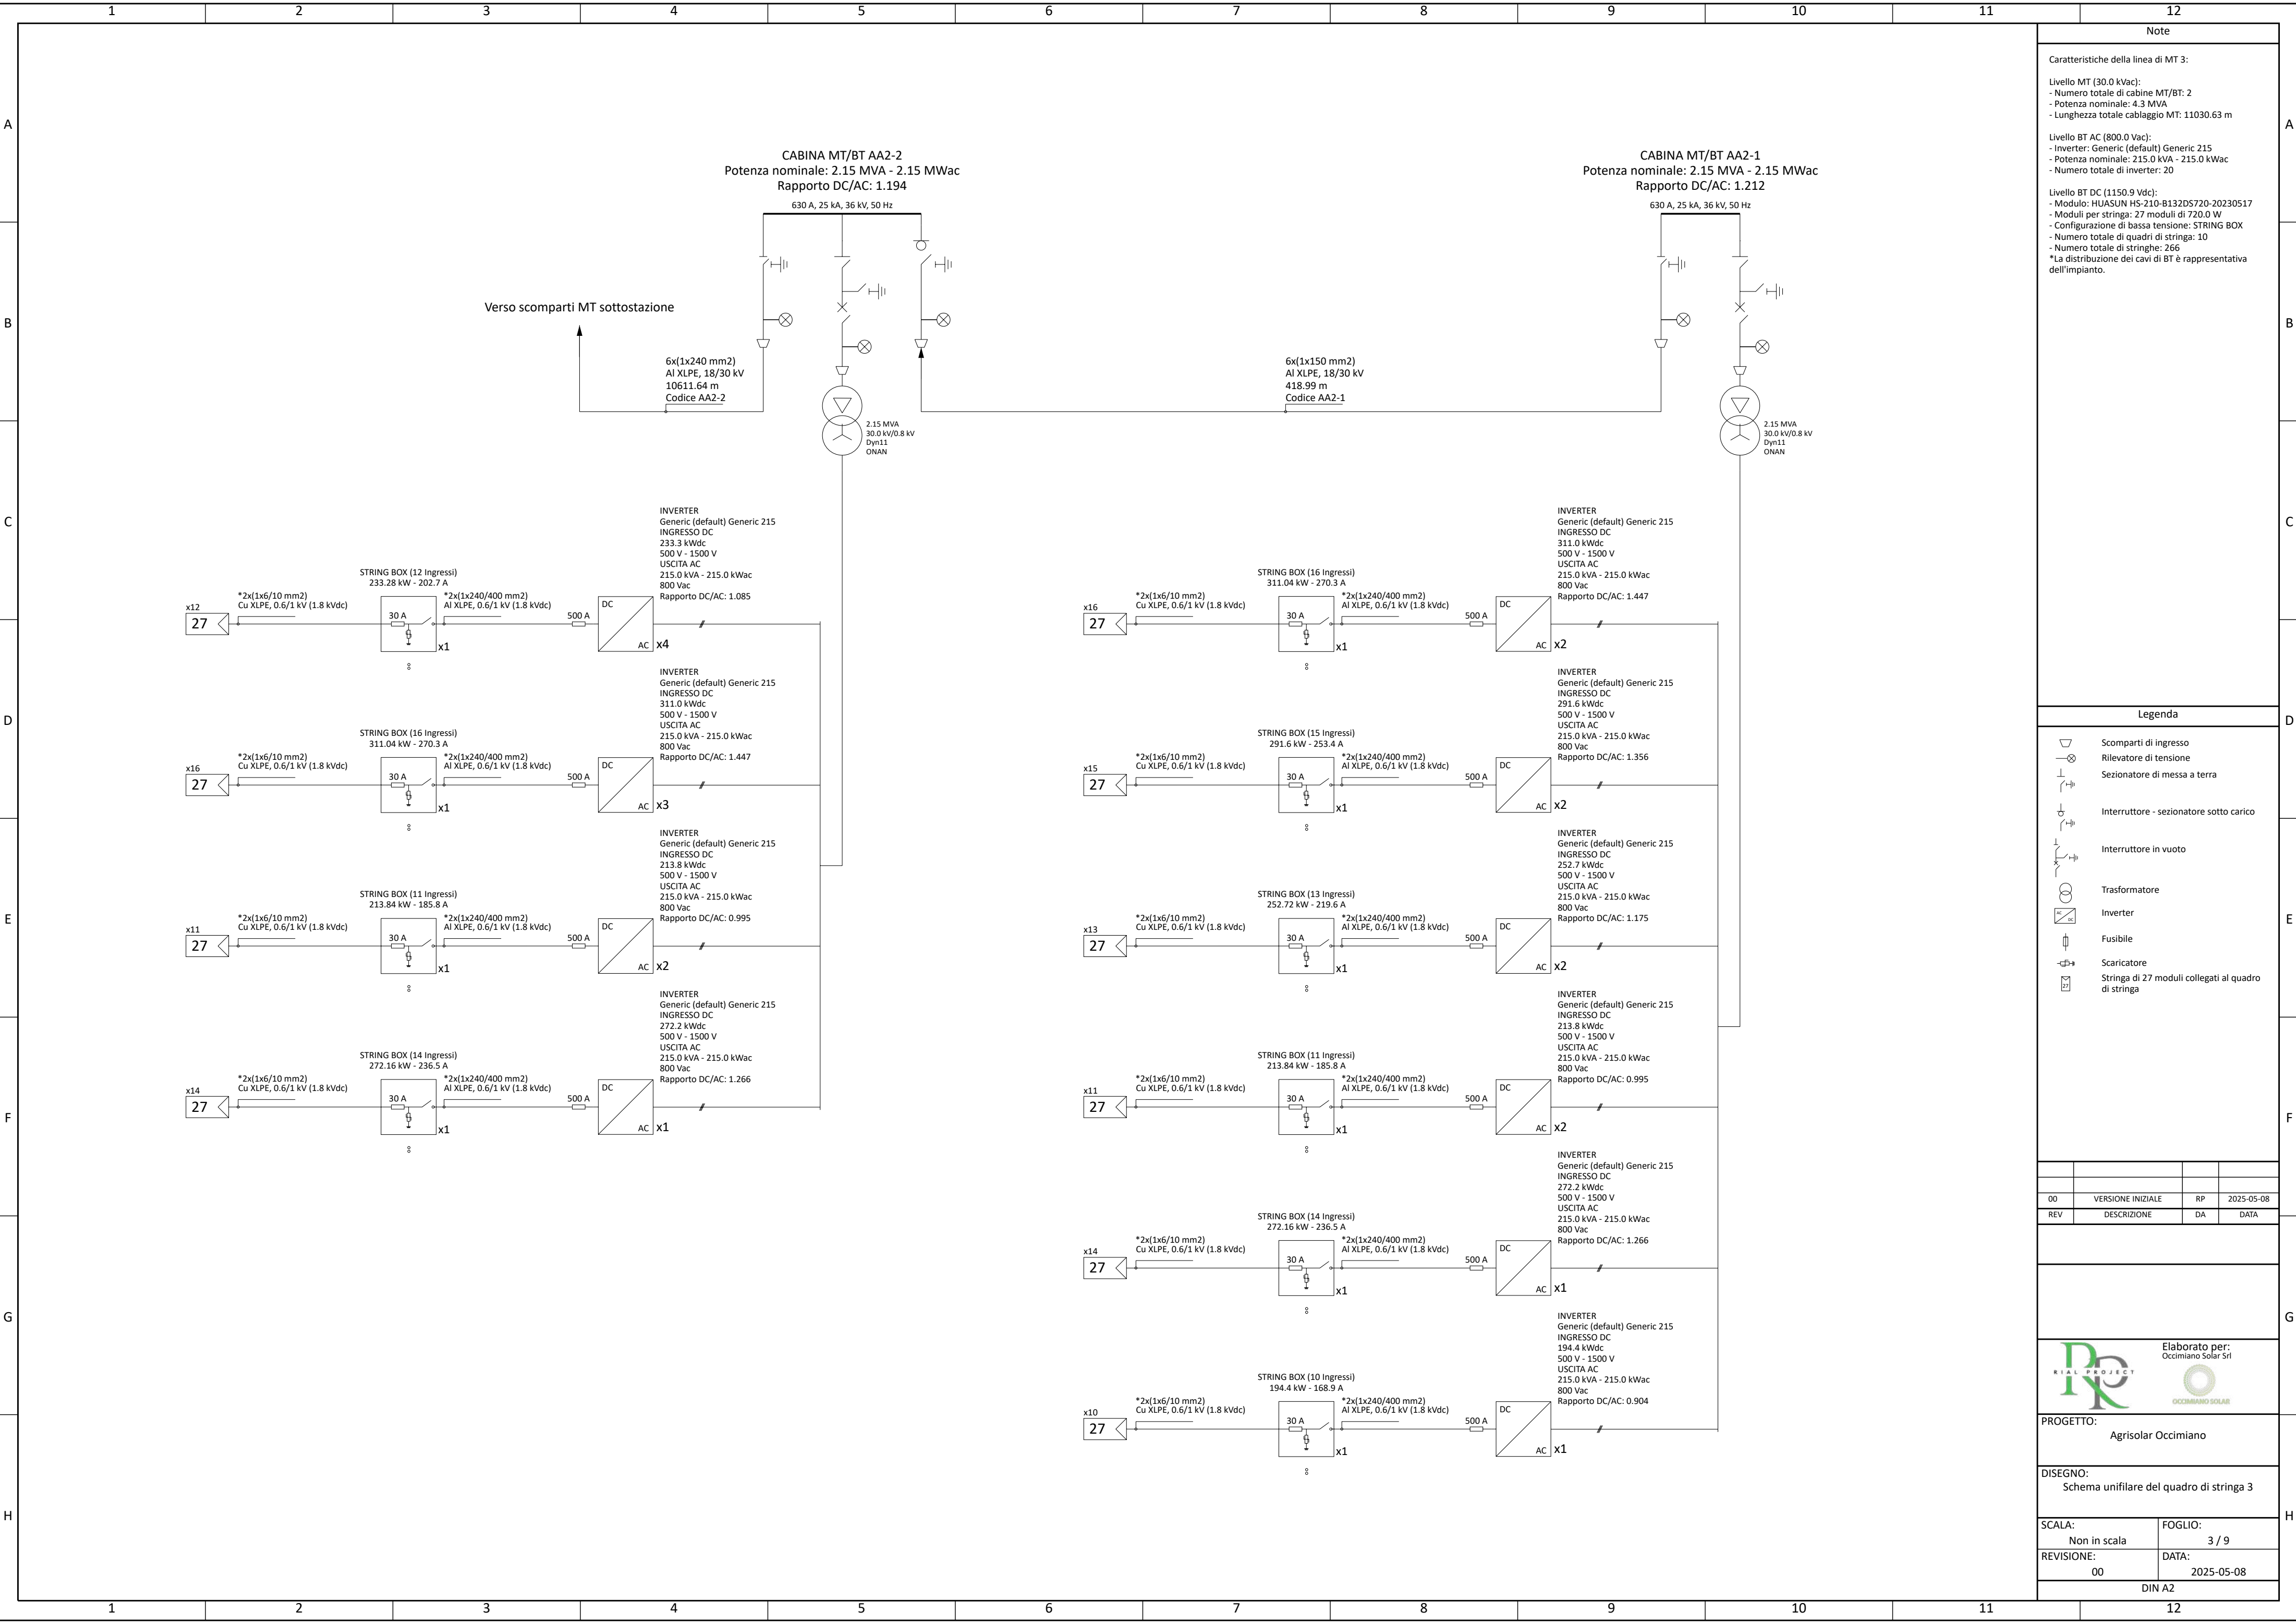 1 2 3 4 5 6 7 8 9 10 11 12
A
B
C
D
E
F
G
H
CABINA MT/BT AA2-2
Potenza nominale: 2.15 MVA - 2.15 MWac
Rapporto DC/AC: 1.194
630 A, 25 kA, 36 kV, 50 Hz
Verso scomparti MT sottostazione
6x(1x240 mm2)
Al XLPE, 18/30 kV
10611.64 m
Codice AA2-2
2.15 MVA
30.0 kV/0.8 kV
Dyn11
ONAN
INVERTER
Generic (default) Generic 215
INGRESSO DC
233.3 kWdc
500 V - 1500 V
USCITA AC
215.0 kVA - 215.0 kWac
800 Vac
Rapporto DC/AC: 1.085
STRING BOX (12 Ingressi)
233.28 kW - 202.7 A
x12
27
*2x(1x6/10 mm2)
Cu XLPE, 0.6/1 kV (1.8 kVdc)
30 A
x1
*2x(1x240/400 mm2)
Al XLPE, 0.6/1 kV (1.8 kVdc)
500 A
DC
AC
x4
INVERTER
Generic (default) Generic 215
INGRESSO DC
311.0 kWdc
500 V - 1500 V
USCITA AC
215.0 kVA - 215.0 kWac
800 Vac
Rapporto DC/AC: 1.447
STRING BOX (16 Ingressi)
311.04 kW - 270.3 A
x16
27
*2x(1x6/10 mm2)
Cu XLPE, 0.6/1 kV (1.8 kVdc)
30 A
x1
*2x(1x240/400 mm2)
Al XLPE, 0.6/1 kV (1.8 kVdc)
500 A
DC
AC
x3
INVERTER
Generic (default) Generic 215
INGRESSO DC
213.8 kWdc
500 V - 1500 V
USCITA AC
215.0 kVA - 215.0 kWac
800 Vac
Rapporto DC/AC: 0.995
STRING BOX (11 Ingressi)
213.84 kW - 185.8 A
x11
27
*2x(1x6/10 mm2)
Cu XLPE, 0.6/1 kV (1.8 kVdc)
30 A
x1
*2x(1x240/400 mm2)
Al XLPE, 0.6/1 kV (1.8 kVdc)
500 A
DC
AC
x2
INVERTER
Generic (default) Generic 215
INGRESSO DC
272.2 kWdc
500 V - 1500 V
USCITA AC
215.0 kVA - 215.0 kWac
800 Vac
Rapporto DC/AC: 1.266
STRING BOX (14 Ingressi)
272.16 kW - 236.5 A
x14
27
*2x(1x6/10 mm2)
Cu XLPE, 0.6/1 kV (1.8 kVdc)
30 A
x1
*2x(1x240/400 mm2)
Al XLPE, 0.6/1 kV (1.8 kVdc)
500 A
DC
AC
x1
CABINA MT/BT AA2-1
Potenza nominale: 2.15 MVA - 2.15 MWac
Rapporto DC/AC: 1.212
630 A, 25 kA, 36 kV, 50 Hz
6x(1x150 mm2)
Al XLPE, 18/30 kV
418.99 m
Codice AA2-1
2.15 MVA
30.0 kV/0.8 kV
Dyn11
ONAN
INVERTER
Generic (default) Generic 215
INGRESSO DC
311.0 kWdc
500 V - 1500 V
USCITA AC
215.0 kVA - 215.0 kWac
800 Vac
Rapporto DC/AC: 1.447
STRING BOX (16 Ingressi)
311.04 kW - 270.3 A
x16
27
*2x(1x6/10 mm2)
Cu XLPE, 0.6/1 kV (1.8 kVdc)
30 A
x1
*2x(1x240/400 mm2)
Al XLPE, 0.6/1 kV (1.8 kVdc)
500 A
DC
AC
x2
INVERTER
Generic (default) Generic 215
INGRESSO DC
291.6 kWdc
500 V - 1500 V
USCITA AC
215.0 kVA - 215.0 kWac
800 Vac
Rapporto DC/AC: 1.356
STRING BOX (15 Ingressi)
291.6 kW - 253.4 A
x15
27
*2x(1x6/10 mm2)
Cu XLPE, 0.6/1 kV (1.8 kVdc)
30 A
x1
*2x(1x240/400 mm2)
Al XLPE, 0.6/1 kV (1.8 kVdc)
500 A
DC
AC
x2
INVERTER
Generic (default) Generic 215
INGRESSO DC
252.7 kWdc
500 V - 1500 V
USCITA AC
215.0 kVA - 215.0 kWac
800 Vac
Rapporto DC/AC: 1.175
STRING BOX (13 Ingressi)
252.72 kW - 219.6 A
x13
27
*2x(1x6/10 mm2)
Cu XLPE, 0.6/1 kV (1.8 kVdc)
30 A
x1
*2x(1x240/400 mm2)
Al XLPE, 0.6/1 kV (1.8 kVdc)
500 A
DC
AC
x2
INVERTER
Generic (default) Generic 215
INGRESSO DC
213.8 kWdc
500 V - 1500 V
USCITA AC
215.0 kVA - 215.0 kWac
800 Vac
Rapporto DC/AC: 0.995
STRING BOX (11 Ingressi)
213.84 kW - 185.8 A
x11
27
*2x(1x6/10 mm2)
Cu XLPE, 0.6/1 kV (1.8 kVdc)
30 A
x1
*2x(1x240/400 mm2)
Al XLPE, 0.6/1 kV (1.8 kVdc)
500 A
DC
AC
x2
INVERTER
Generic (default) Generic 215
INGRESSO DC
272.2 kWdc
500 V - 1500 V
USCITA AC
215.0 kVA - 215.0 kWac
800 Vac
Rapporto DC/AC: 1.266
STRING BOX (14 Ingressi)
272.16 kW - 236.5 A
x14
27
*2x(1x6/10 mm2)
Cu XLPE, 0.6/1 kV (1.8 kVdc)
30 A
x1
*2x(1x240/400 mm2)
Al XLPE, 0.6/1 kV (1.8 kVdc)
500 A
DC
AC
x1
INVERTER
Generic (default) Generic 215
INGRESSO DC
194.4 kWdc
500 V - 1500 V
USCITA AC
215.0 kVA - 215.0 kWac
800 Vac
Rapporto DC/AC: 0.904
STRING BOX (10 Ingressi)
194.4 kW - 168.9 A
x10
27
*2x(1x6/10 mm2)
Cu XLPE, 0.6/1 kV (1.8 kVdc)
30 A
x1
*2x(1x240/400 mm2)
Al XLPE, 0.6/1 kV (1.8 kVdc)
500 A
DC
AC
x1
Note
Caratteristiche della linea di MT 3:
Livello MT (30.0 kVac):
- Numero totale di cabine MT/BT: 2
- Potenza nominale: 4.3 MVA
- Lunghezza totale cablaggio MT: 11030.63 m
Livello BT AC (800.0 Vac):
- Inverter: Generic (default) Generic 215
- Potenza nominale: 215.0 kVA - 215.0 kWac
- Numero totale di inverter: 20
Livello BT DC (1150.9 Vdc):
- Modulo: HUASUN HS-210-B132DS720-20230517
- Moduli per stringa: 27 moduli di 720.0 W
- Configurazione di bassa tensione: STRING BOX
- Numero totale di quadri di stringa: 10
- Numero totale di stringhe: 266
*La distribuzione dei cavi di BT è rappresentativa
dell'impianto.
Legenda
Scomparti di ingresso
Rilevatore di tensione
Sezionatore di messa a terra
Interruttore - sezionatore sotto carico
Interruttore in vuoto
Trasformatore
AC DC Inverter
Fusibile
Scaricatore
27 Stringa di 27 moduli collegati al quadro
di stringa
00 VERSIONE INIZIALE RP 2025-05-08
REV DESCRIZIONE DA DATA
RP
RIAL PROJECT
Elaborato per:
Occimiano Solar Srl
OCCIMIANO SOLAR
PROGETTO:
Agrisolar Occimiano
DISEGNO:
Schema unifilare del quadro di stringa 3
SCALA: FOGLIO:
Non in scala 3 / 9
REVISIONE: DATA:
00 2025-05-08
DIN A2
A
B
C
D
E
F
G
H
1 2 3 4 5 6 7 8 9 10 11 12